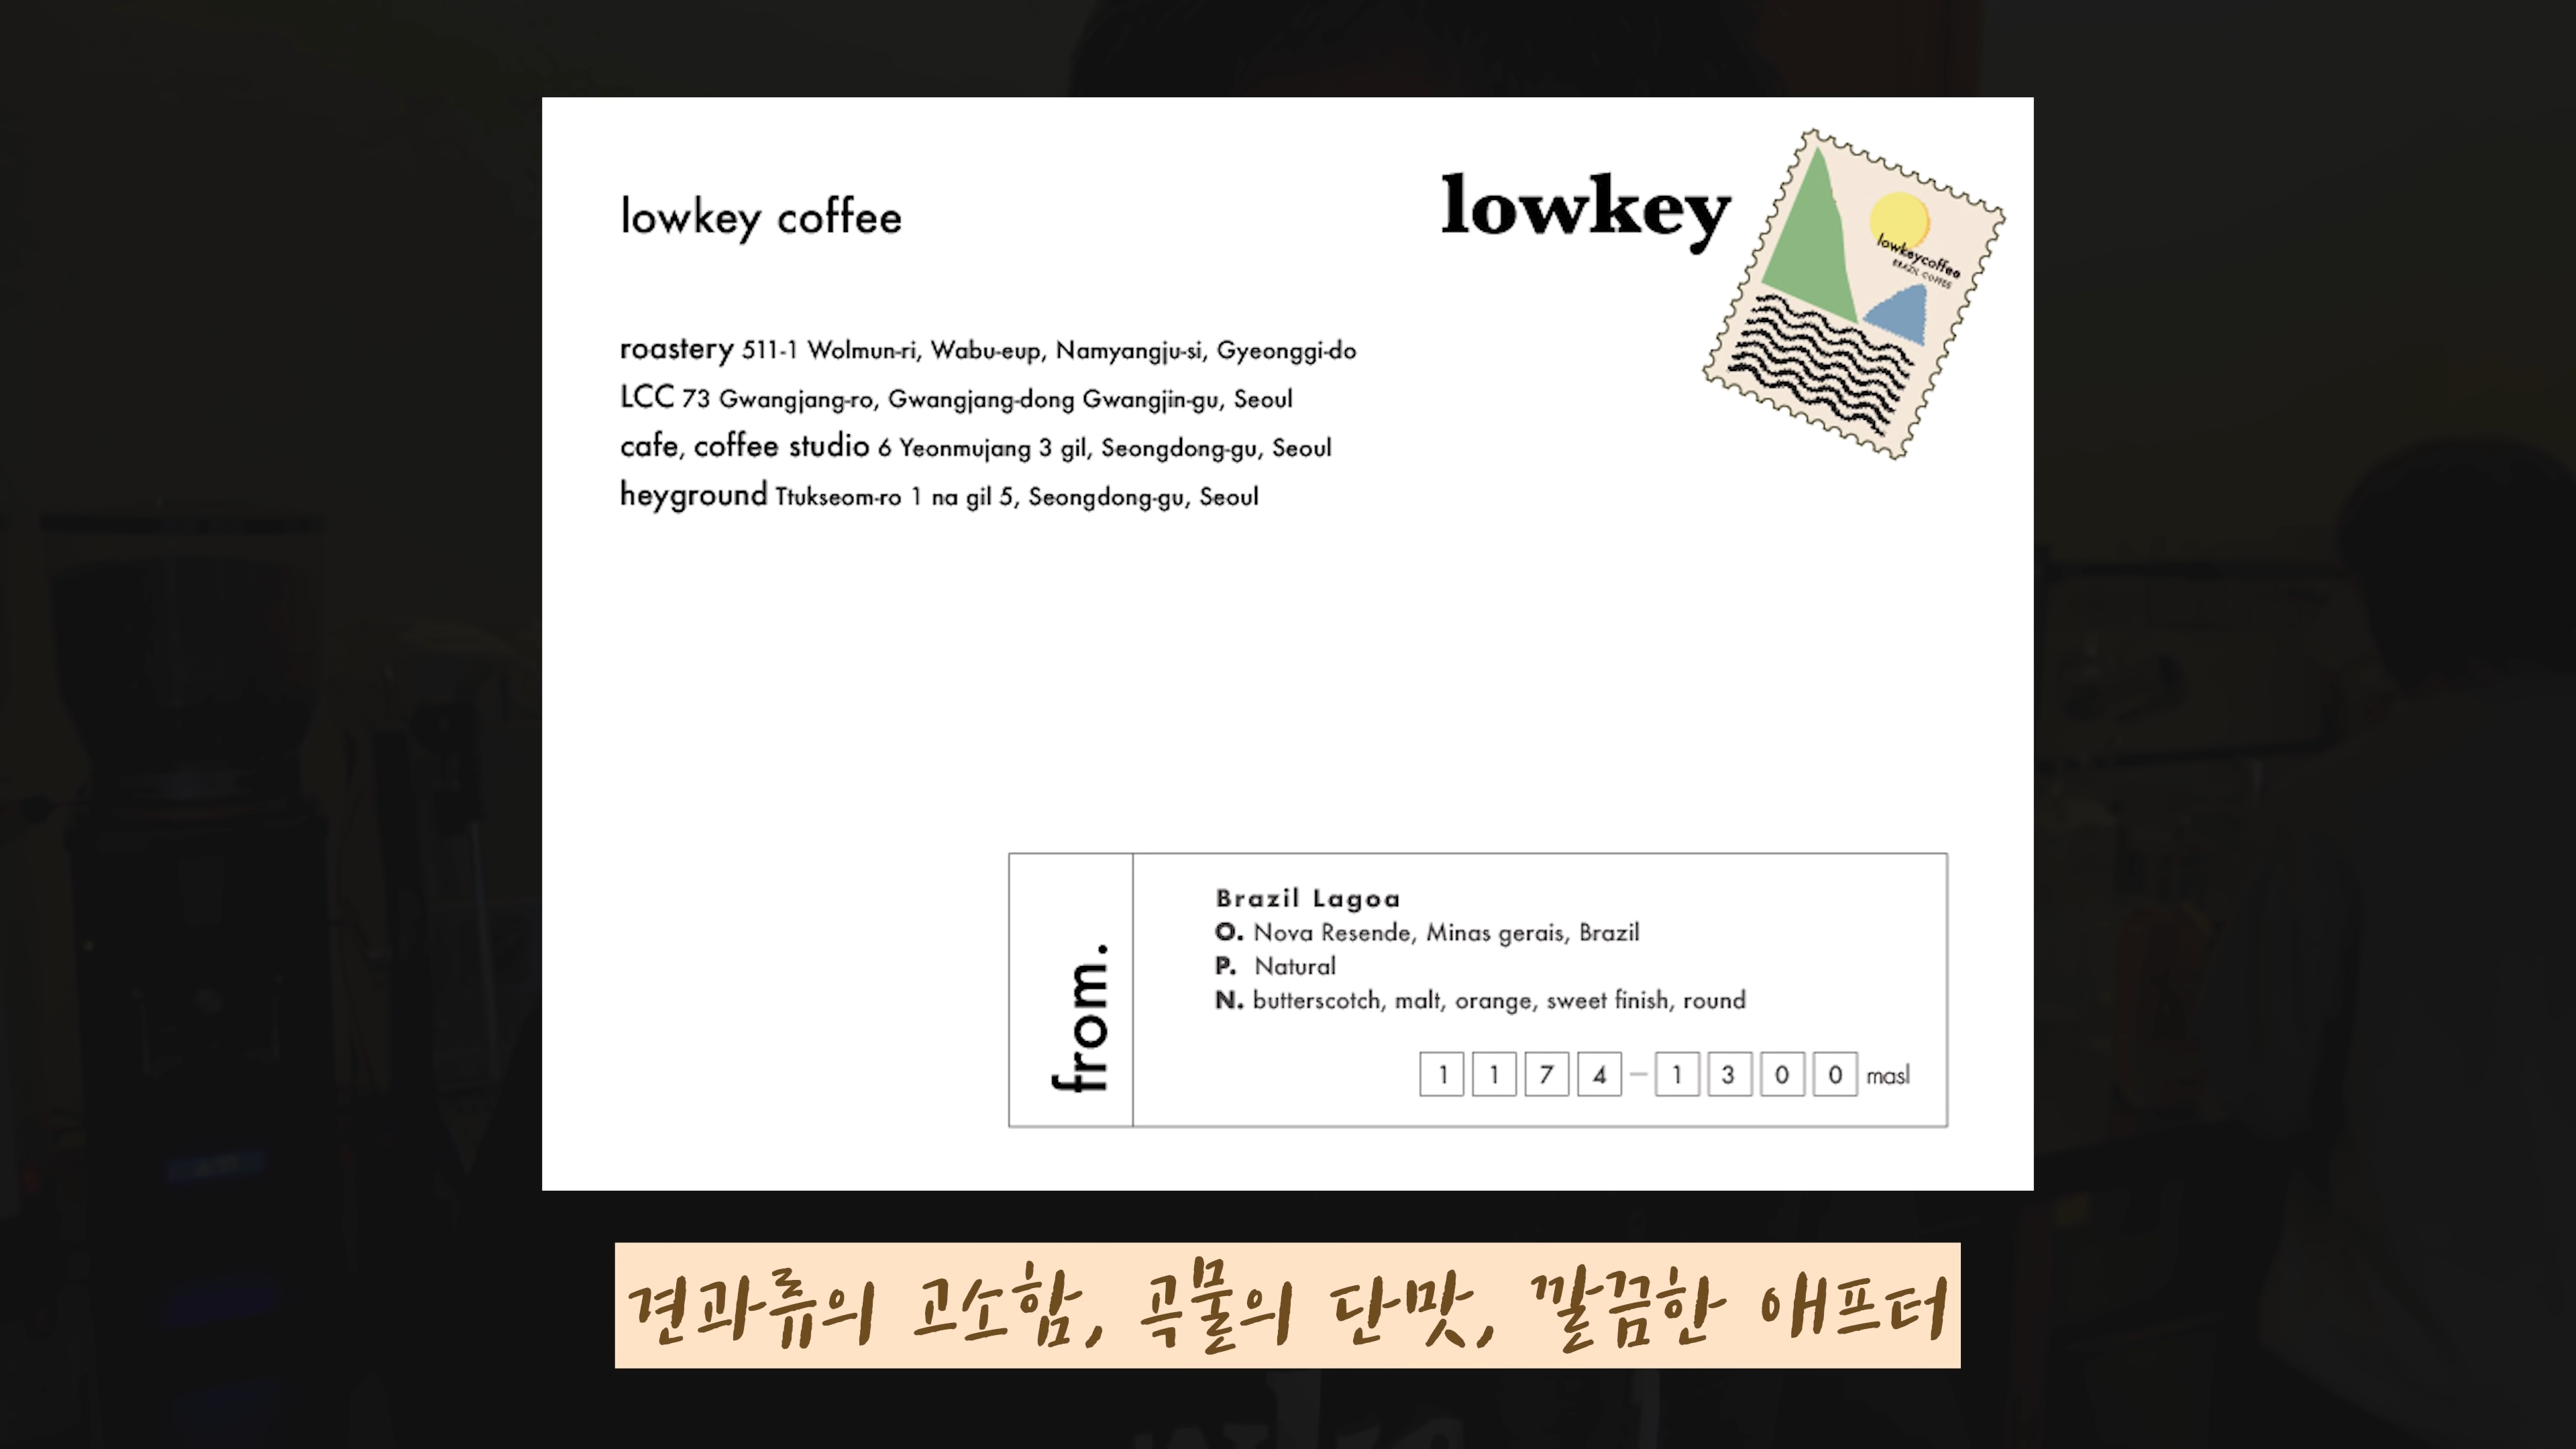 lowkey coffee
lowkey
lowkeycoffee
BRAZIL COFFEE
roastery 511-1 Wolmun-ri, Wabu-eup, Namyangju-si, Gyeonggi-do
LCC 73 Gwangjang-ro, Gwangjang-dong Gwangjin-gu, Seoul
cafe, coffee studio 6 Yeonmujang 3 gil, Seongdong-gu, Seoul
heyground Ttukseom-ro 1 na gil 5, Seongdong-gu, Seoul
from.
Brazil Lagoa
O. Nova Resende, Minas gerais, Brazil
P. Natural
N. butterscotch, malt, orange, sweet finish, round
1174-1300 masl
견과류의 고소함, 곡물의 단맛, 깔끔한 애프터